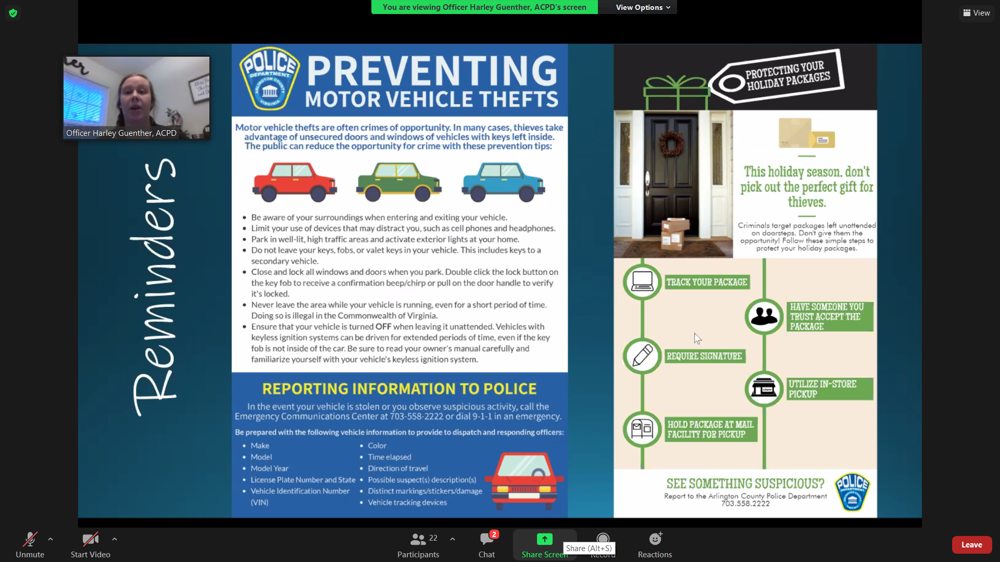 You are viewing Officer Harley Guenther, ACPD's screen
View Options
View
Officer Harley Guenther, ACPD
Reminders
POLICE
DEPARTMENT
ARLINGTON COUNTY
VIRGINIA
PREVENTING
MOTOR VEHICLE THEFTS
Motor vehicle thefts are often crimes of opportunity. In many cases, thieves take
advantage of unsecured doors and windows of vehicles with keys left inside.
The public can reduce the opportunity for crime with these prevention tips:
• Be aware of your surroundings when entering and exiting your vehicle.
• Limit your use of devices that may distract you, such as cell phones and headphones.
• Park in well-lit, high traffic areas and activate exterior lights at your home.
• Do not leave your keys, fobs, or valet keys in your vehicle. This includes keys to a
secondary vehicle.
• Close and lock all windows and doors when you park. Double click the lock button on
the key fob to receive a confirmation beep/chirp or pull on the door handle to verify
it's locked.
• Never leave the area while your vehicle is running, even for a short period of time.
Doing so is illegal in the Commonwealth of Virginia.
• Ensure that your vehicle is turned OFF when leaving it unattended. Vehicles with
keyless ignition systems can be driven for extended periods of time, even if the key
fob is not inside of the car. Be sure to read your owner's manual carefully and
familiarize yourself with your vehicle's keyless ignition system.
REPORTING INFORMATION TO POLICE
In the event your vehicle is stolen or you observe suspicious activity, call the
Emergency Communications Center at 703-558-2222 or dial 9-1-1 in an emergency.
Be prepared with the following vehicle information to provide to dispatch and responding officers:
• Make
• Model
• Model Year
• License Plate Number and State
• Vehicle Identification Number
(VIN)
• Color
• Time elapsed
• Direction of travel
• Possible suspect(s) description(s)
• Distinct markings/stickers/damage
• Vehicle tracking devices
PROTECTING YOUR
HOLIDAY PACKAGES
This holiday season, don't
pick out the perfect gift for
thieves.
Criminals target packages left unattended
on doorsteps. Don't give them the
opportunity! Follow these simple steps to
protect your holiday packages.
TRACK YOUR PACKAGE
HAVE SOMEONE YOU
TRUST ACCEPT THE
PACKAGE
REQUIRE SIGNATURE
UTILIZE IN-STORE
PICKUP
HOLD PACKAGE AT MAIL
FACILITY FOR PICKUP
SEE SOMETHING SUSPICIOUS?
Report to the Arlington County Police Department
703.558.2222
POLICE
DEPARTMENT
Unmute
Start Video
22
Participants
2
Chat
Share Screen
Share (Alt+S)
Record
Reactions
Leave